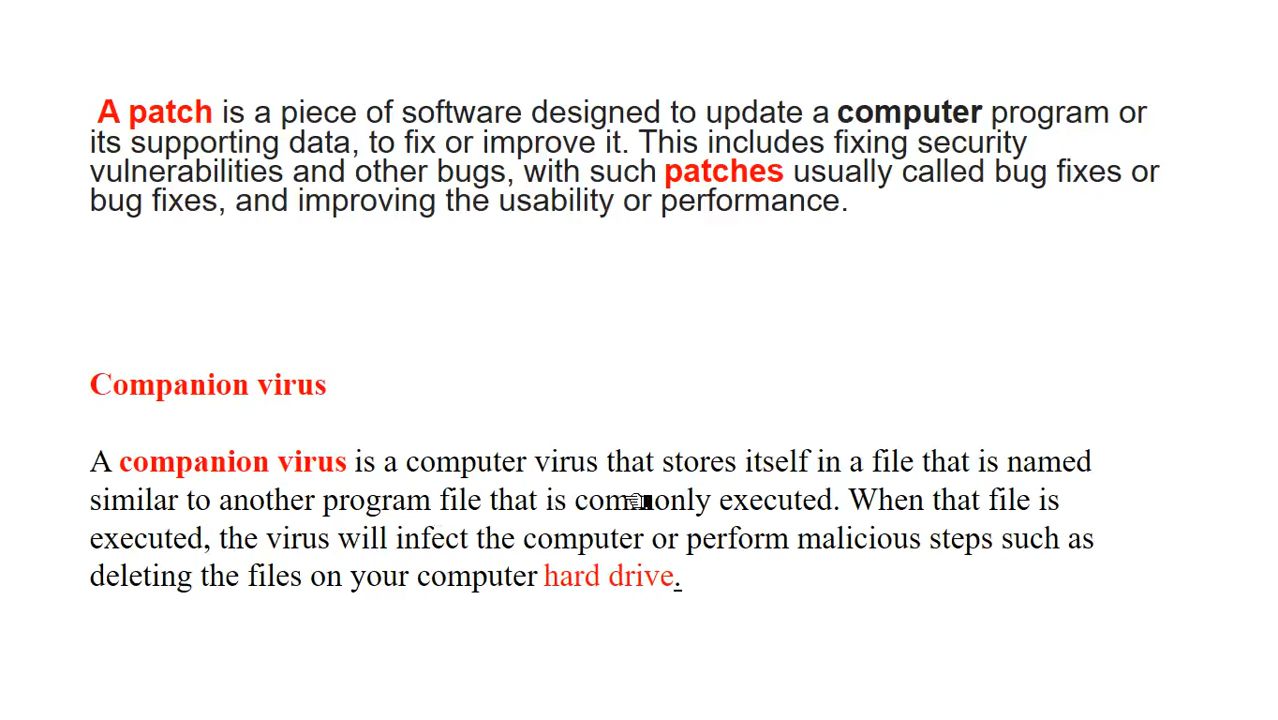 A patch is a piece of software designed to update a computer program or
its supporting data, to fix or improve it. This includes fixing security
vulnerabilities and other bugs, with such patches usually called bug fixes or
bug fixes, and improving the usability or performance.
Companion virus
A companion virus is a computer virus that stores itself in a file that is named
similar to another program file that is commonly executed. When that file is
executed, the virus will infect the computer or perform malicious steps such as
deleting the files on your computer hard drive.